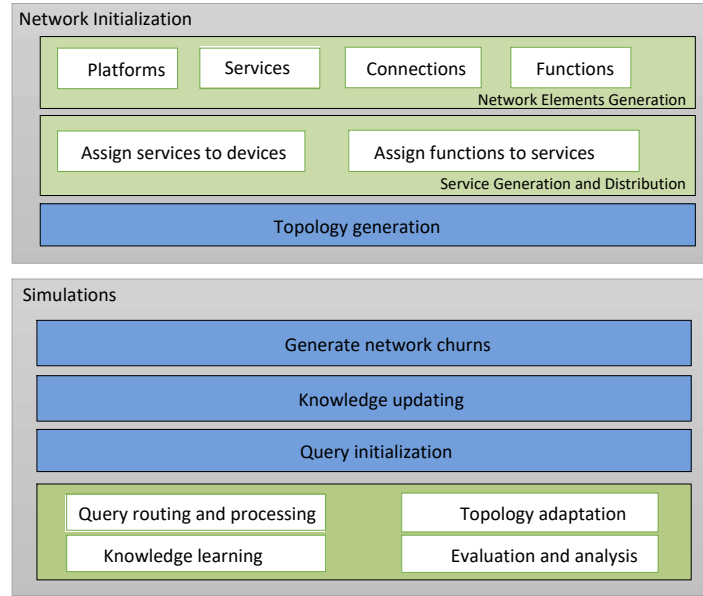 Network Initialization
Platforms
Services
Connections
Functions
Network Elements Generation
Assign services to devices
Assign functions to services
Service Generation and Distribution
Topology generation
Simulations
Generate network churns
Knowledge updating
Query initialization
Query routing and processing
Topology adaptation
Knowledge learning
Evaluation and analysis